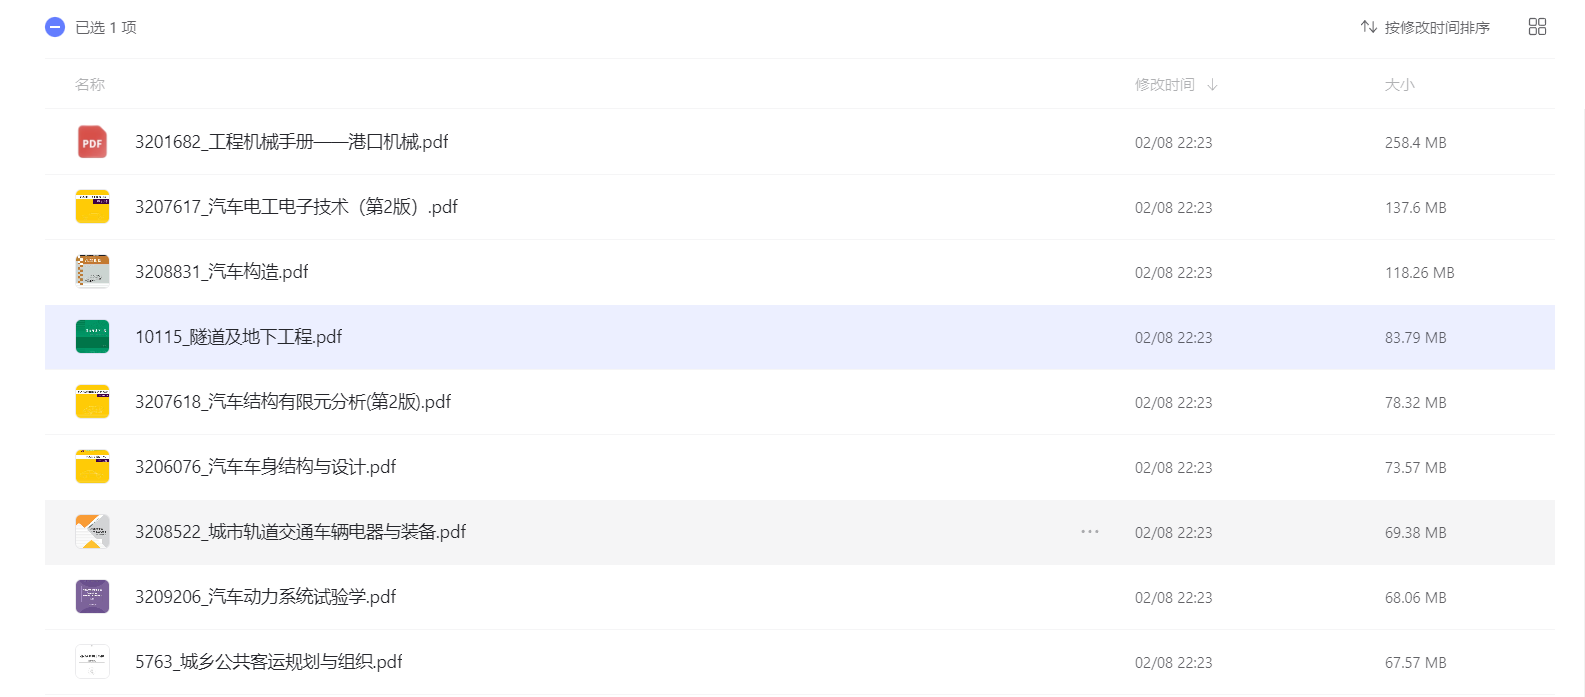 已选 1 项
按修改时间排序
名称 修改时间 大小
PDF 3201682_工程机械手册——港口机械.pdf 02/08 22:23 258.4 MB
3207617_汽车电工电子技术（第2版）.pdf 02/08 22:23 137.6 MB
3208831_汽车构造.pdf 02/08 22:23 118.26 MB
10115_隧道及地下工程.pdf 02/08 22:23 83.79 MB
3207618_汽车结构有限元分析(第2版).pdf 02/08 22:23 78.32 MB
3206076_汽车车身结构与设计.pdf 02/08 22:23 73.57 MB
3208522_城市轨道交通车辆电器与装备.pdf ··· 02/08 22:23 69.38 MB
3209206_汽车动力系统试验学.pdf 02/08 22:23 68.06 MB
5763_城乡公共客运规划与组织.pdf 02/08 22:23 67.57 MB